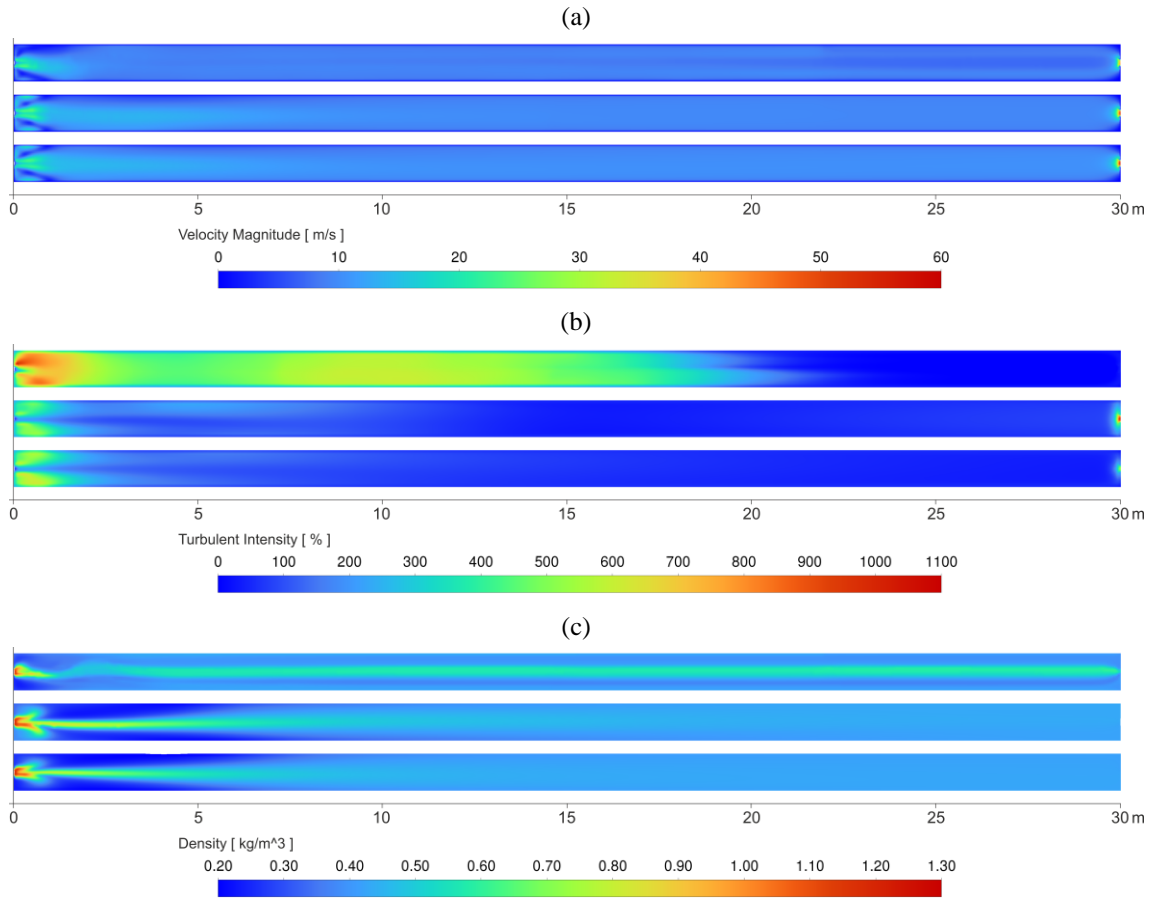 (a)
0 5 10 15 20 25 30 m
Velocity Magnitude [ m/s ]
0 10 20 30 40 50 60
(b)
0 5 10 15 20 25 30 m
Turbulent Intensity [ % ]
0 100 200 300 400 500 600 700 800 900 1000 1100
(c)
0 5 10 15 20 25 30 m
Density [ kg/m^3 ]
0.20 0.30 0.40 0.50 0.60 0.70 0.80 0.90 1.00 1.10 1.20 1.30